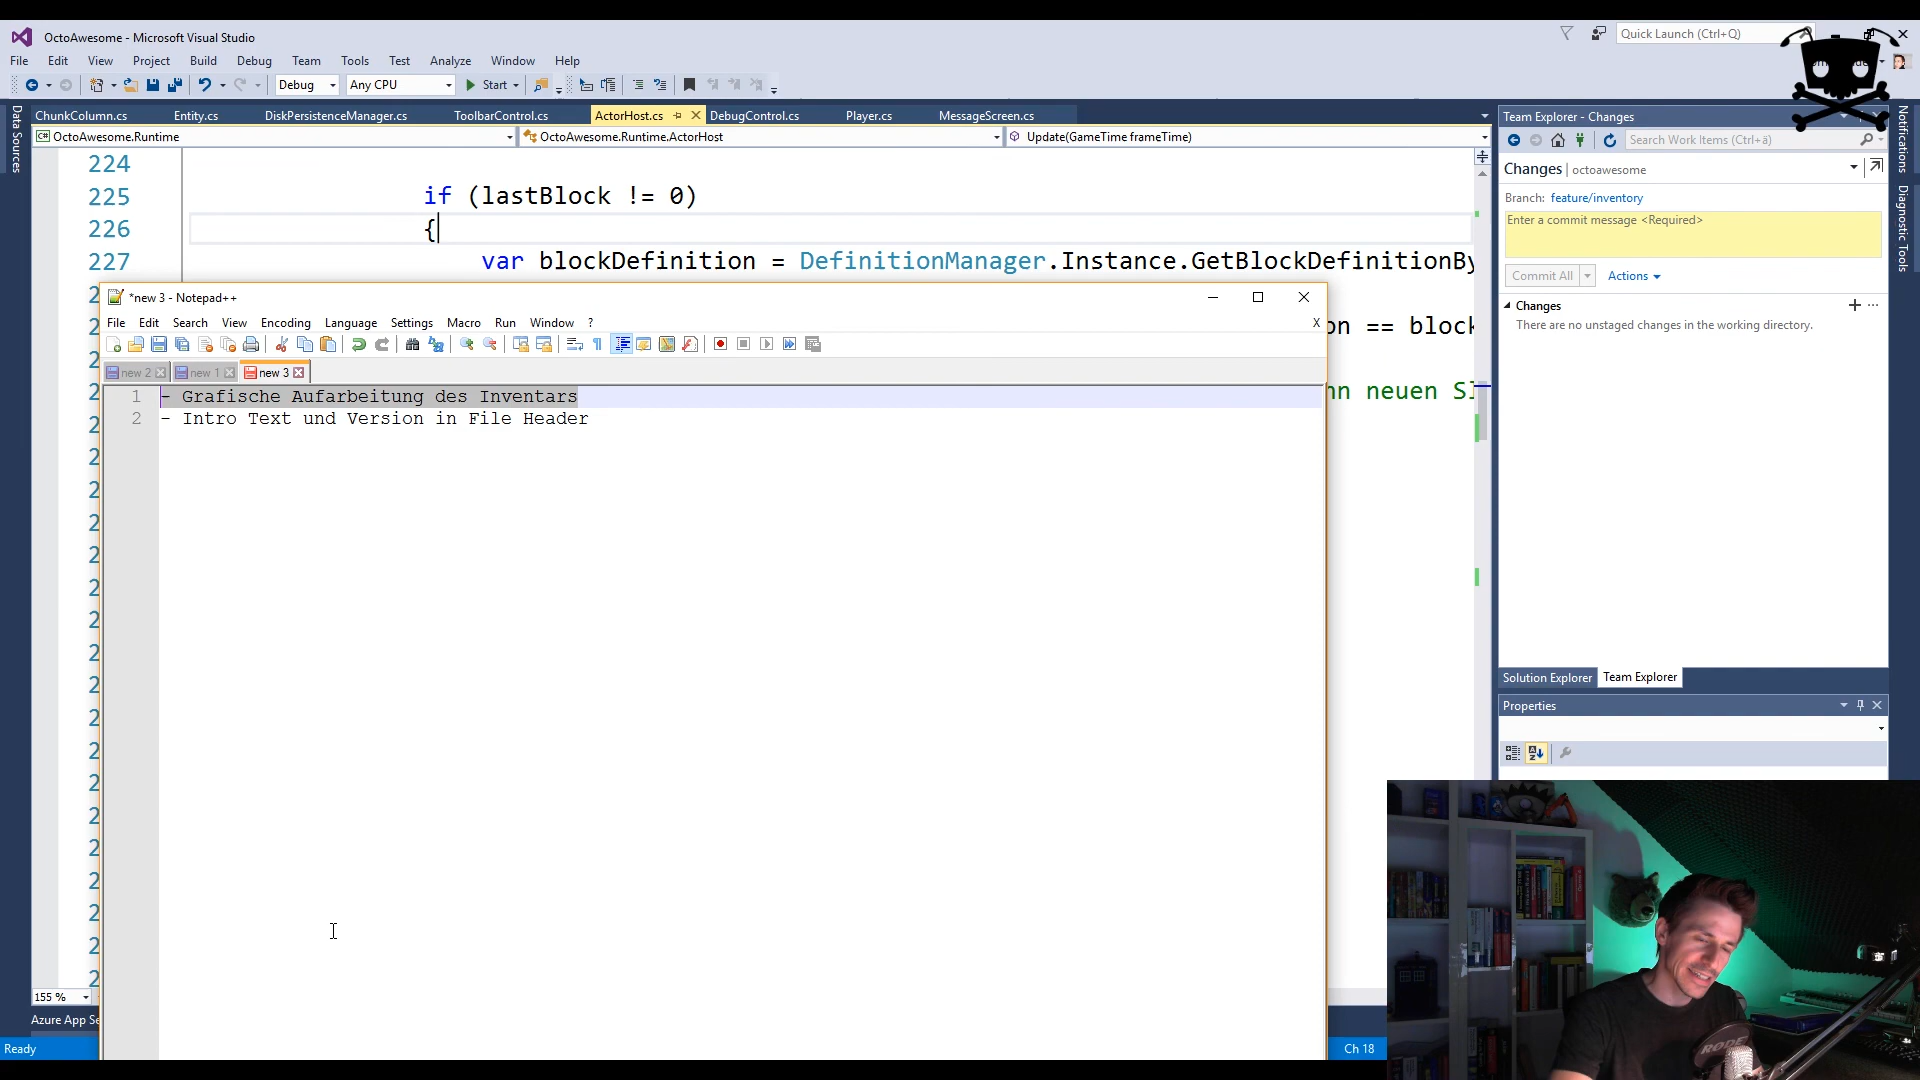 OctoAwesome - Microsoft Visual Studio
Quick Launch (Ctrl+Q)
File Edit View Project Build Debug Team Tools Test Analyze Window Help
Debug Any CPU Start
ChunkColumn.cs Entity.cs DiskPersistenceManager.cs ToolbarControl.cs ActorHost.cs DebugControl.cs Player.cs MessageScreen.cs
OctoAwesome.Runtime OctoAwesome.Runtime.ActorHost Update(GameTime frameTime)
Data Sources
224
225 if (lastBlock != 0)
226 {
227 var blockDefinition = DefinitionManager.Instance.GetBlockDefinitionBy
on == block
nn neuen Sl
*new 3 - Notepad++
File Edit Search View Encoding Language Settings Macro Run Window ? X
new 2 new 1 new 3
1 - Grafische Aufarbeitung des Inventars
2 - Intro Text und Version in File Header
155 %
Azure App Se
Ready
Ch 18
Team Explorer - Changes
Search Work Items (Ctrl+ä)
Changes | octoawesome
Branch: feature/inventory
Enter a commit message <Required>
Commit All Actions
Changes
There are no unstaged changes in the working directory.
Solution Explorer Team Explorer
Properties
Notifications
Diagnostic Tools
RODE